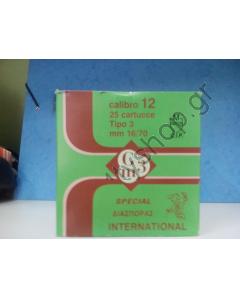 calibro 12
25 cartucce
Tipo 3
mm 16/70
SPECIAL
ΔΙΑΣΠΟΡΑΣ
INTERNATIONAL